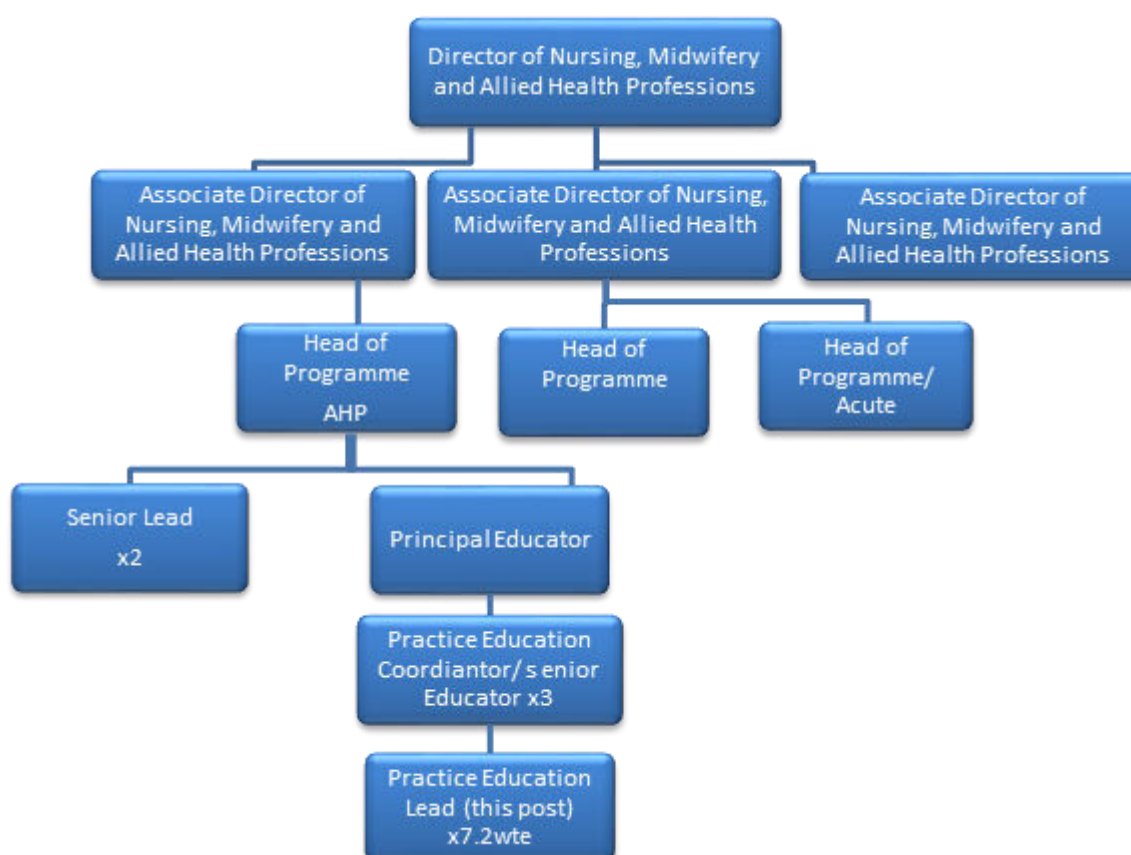 Director of Nursing, Midwifery
and Allied Health Professions
Associate Director of
Nursing, Midwifery and
Allied Health Professions
Associate Director of Nursing,
Midwifery and Allied Health
Professions
Associate Director of
Nursing, Midwifery and
Allied Health Professions
Head of
Programme
AHP
Head of
Programme
Head of
Programme/
Acute
Senior Lead
x2
Principal Educator
Practice Education
Coordiantor/ s enior
Educator x3
Practice Education
Lead (this post)
x7.2wte